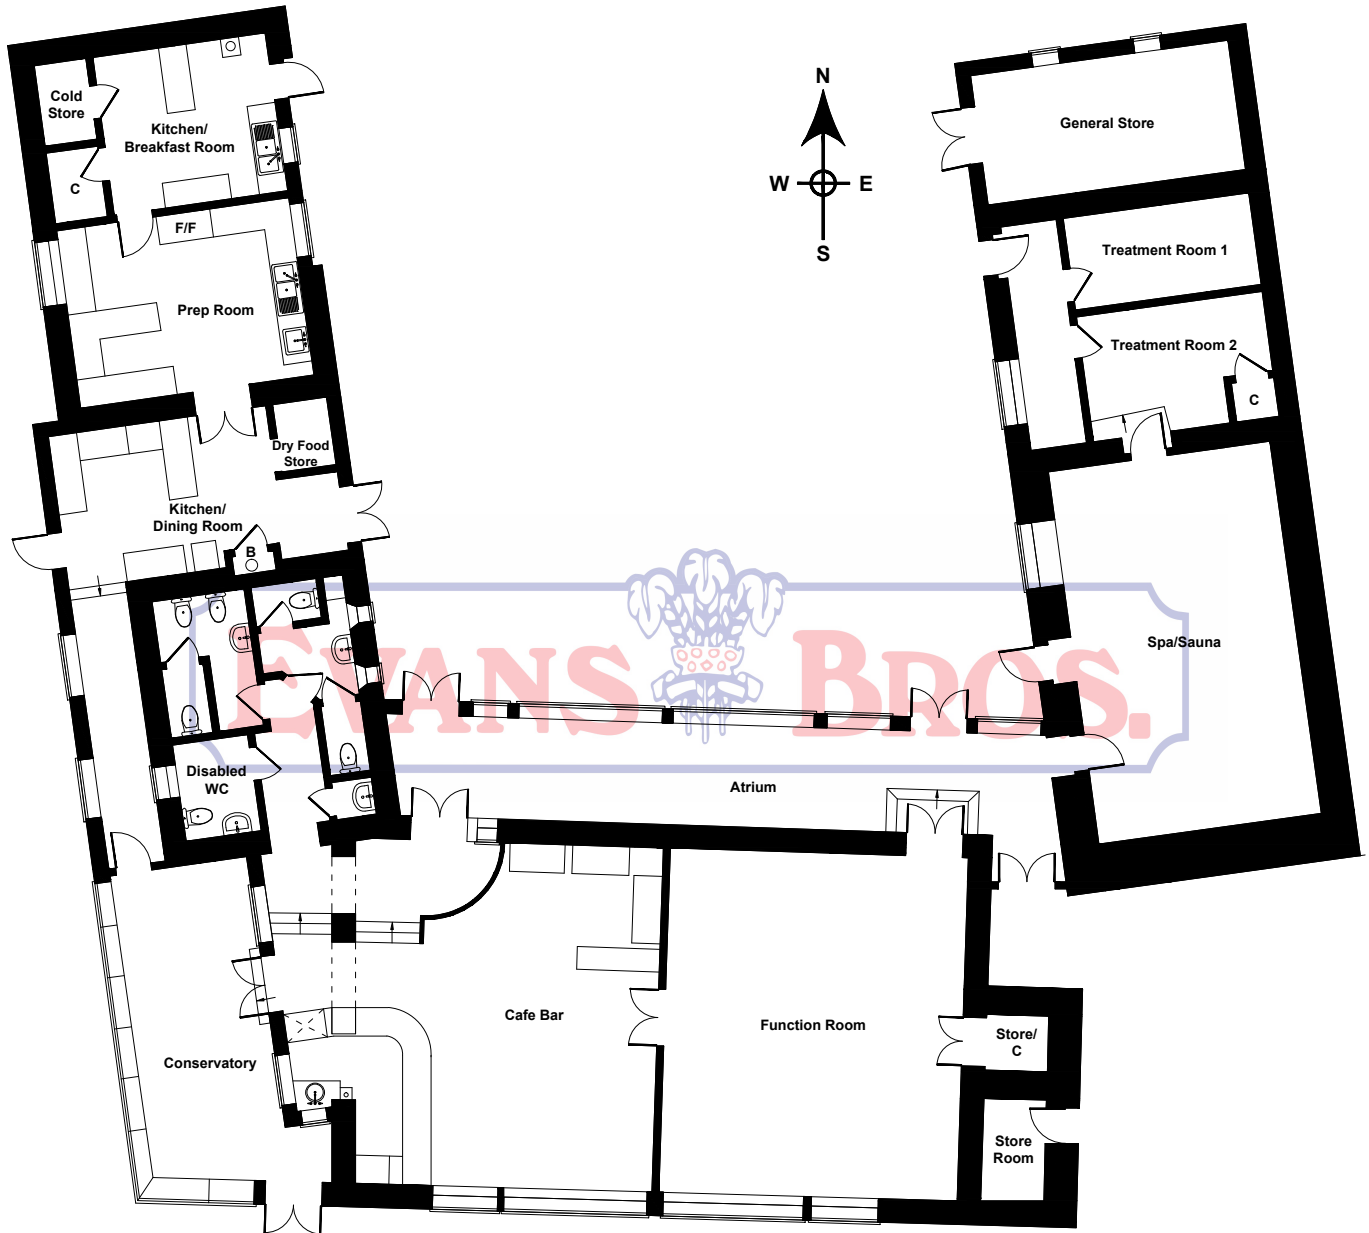 Cold
Store
Kitchen/
Breakfast Room
C
F/F
Prep Room
Dry Food
Store
Kitchen/
Dining Room
B
N
W
E
S
General Store
Treatment Room 1
Treatment Room 2
C
Spa/Sauna
EVANS BROS.
Disabled
WC
Atrium
Cafe Bar
Function Room
Store/
C
Conservatory
Store
Room